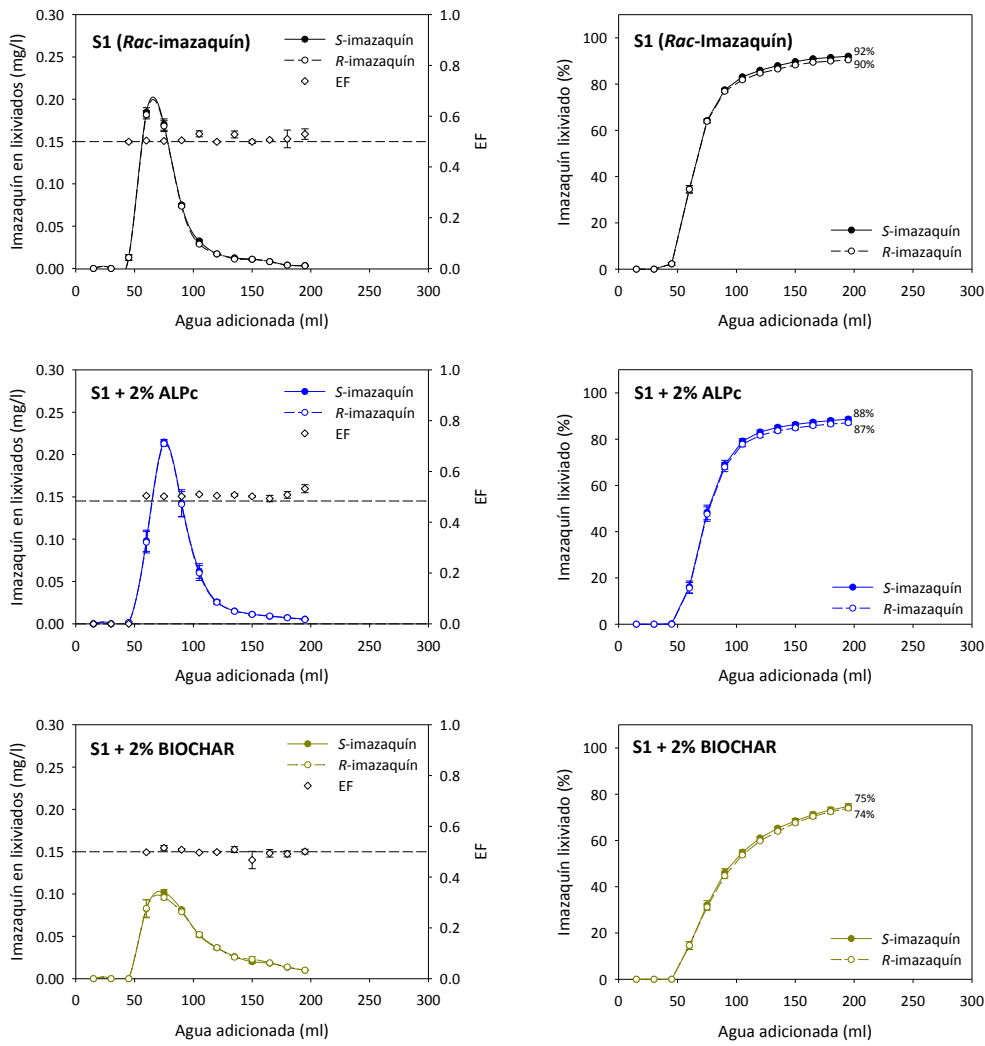 S1 (Rac-imazaquín)
S-imazaquín
R-imazaquín
EF
Imazaquín en lixiviados (mg/l)
0.30
0.25
0.20
0.15
0.10
0.05
0.00
1.0
0.8
0.6
0.4
0.2
0.0
EF
0 50 100 150 200 250 300
Agua adicionada (ml)
S1 (Rac-Imazaquín)
92%
90%
S-imazaquín
R-imazaquín
Imazaquín lixiviado (%)
100
80
60
40
20
0
0 50 100 150 200 250 300
Agua adicionada (ml)
S1 + 2% ALPc
S-imazaquín
R-imazaquín
EF
Imazaquín en lixiviados (mg/l)
0.30
0.25
0.20
0.15
0.10
0.05
0.00
1.0
0.8
0.6
0.4
0.2
0.0
EF
0 50 100 150 200 250 300
Agua adicionada (ml)
S1 + 2% ALPc
88%
87%
S-imazaquín
R-imazaquín
Imazaquín lixiviado (%)
100
80
60
40
20
0
0 50 100 150 200 250 300
Agua adicionada (ml)
S1 + 2% BIOCHAR
S-imazaquín
R-imazaquín
EF
Imazaquín en lixiviados (mg/l)
0.30
0.25
0.20
0.15
0.10
0.05
0.00
1.0
0.8
0.6
0.4
0.2
0.0
EF
0 50 100 150 200 250 300
Agua adicionada (ml)
S1 + 2% BIOCHAR
75%
74%
S-imazaquín
R-imazaquín
Imazaquín lixiviado (%)
100
80
60
40
20
0
0 50 100 150 200 250 300
Agua adicionada (ml)